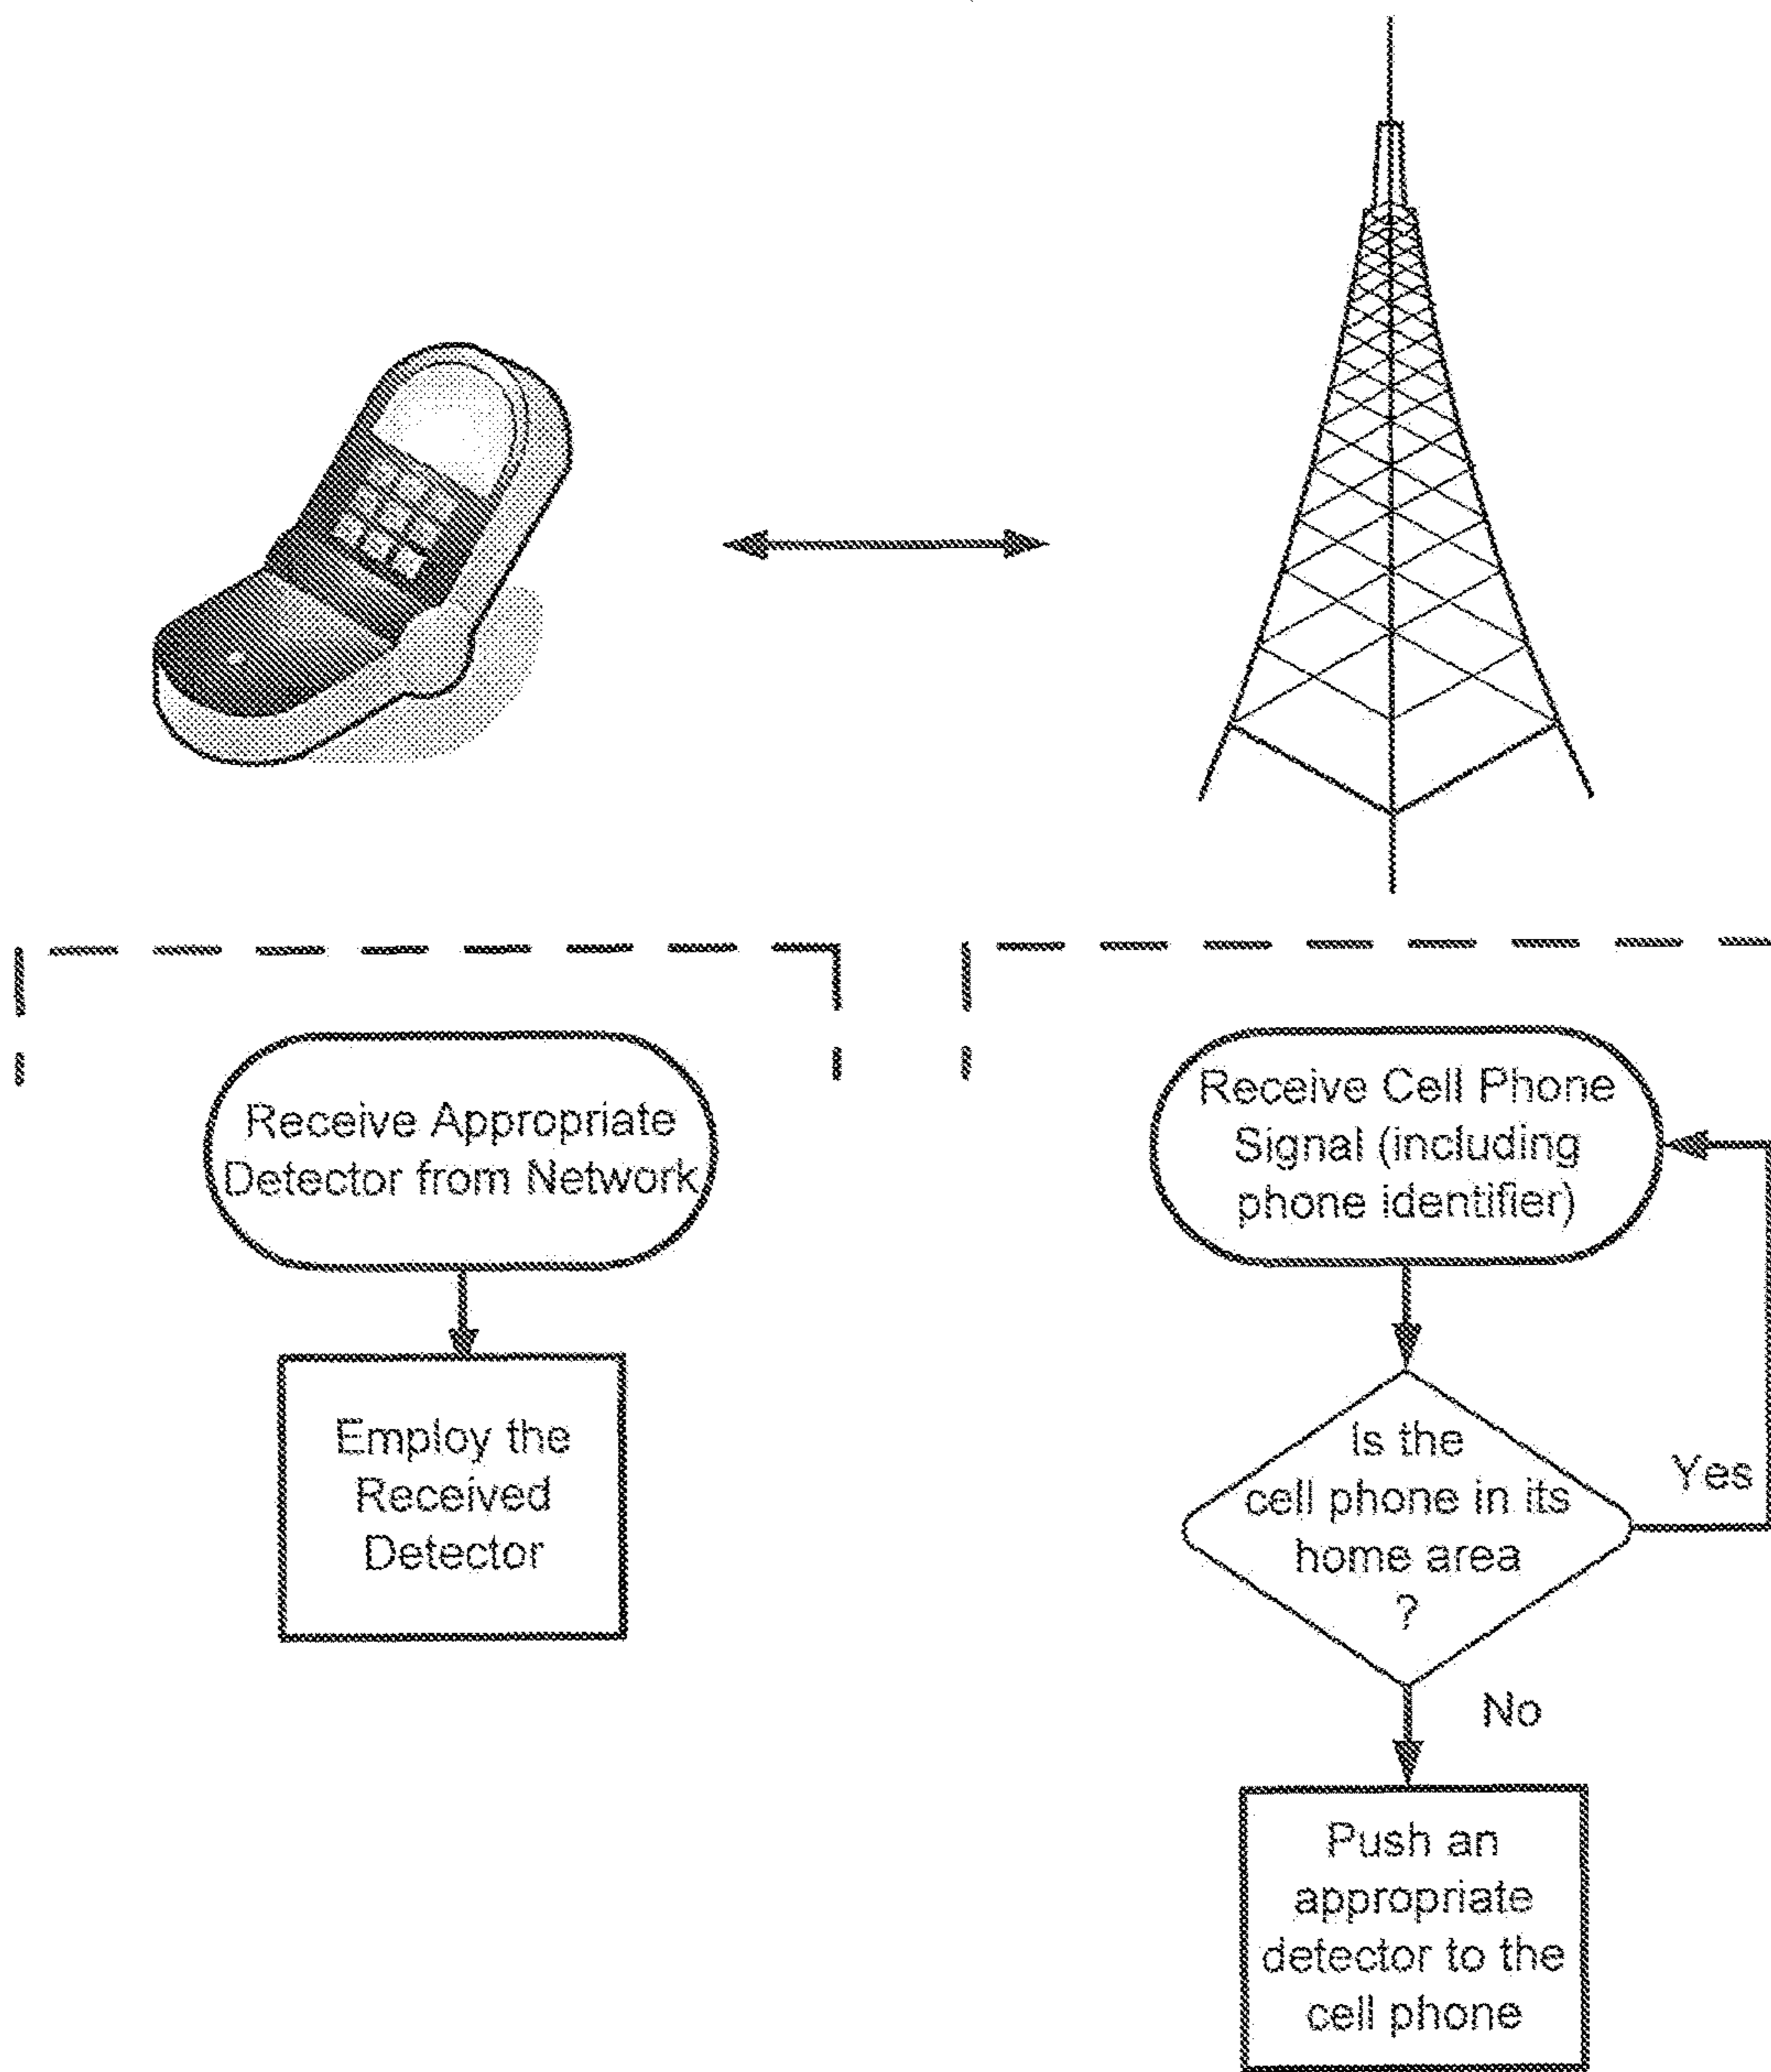 Receive Appropriate
Detector from Network
Employ the
Received
Detector
Receive Cell Phone
Signal (including
phone identifier)
Is the
cell phone in its
home area
?
Yes
No
Push an
appropriate
detector to the
cell phone